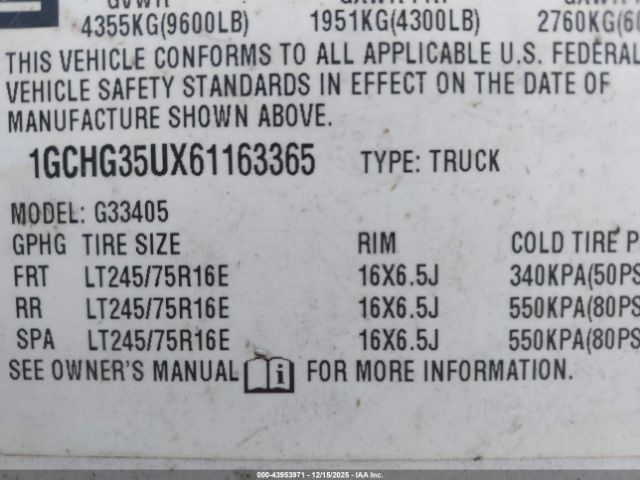 4355KG(9600LB) 1951KG(4300LB) 2760KG(60
THIS VEHICLE CONFORMS TO ALL APPLICABLE U.S. FEDERAL
VEHICLE SAFETY STANDARDS IN EFFECT ON THE DATE OF
MANUFACTURE SHOWN ABOVE.
1GCHG35UX61163365 TYPE: TRUCK
MODEL: G33405
GPHG TIRE SIZE RIM COLD TIRE P
FRT LT245/75R16E 16X6.5J 340KPA(50PS
RR LT245/75R16E 16X6.5J 550KPA(80PS
SPA LT245/75R16E 16X6.5J 550KPA(80PS
SEE OWNER'S MANUAL i FOR MORE INFORMATION.
000-43953971 - 12/15/2025 - IAA, Inc.